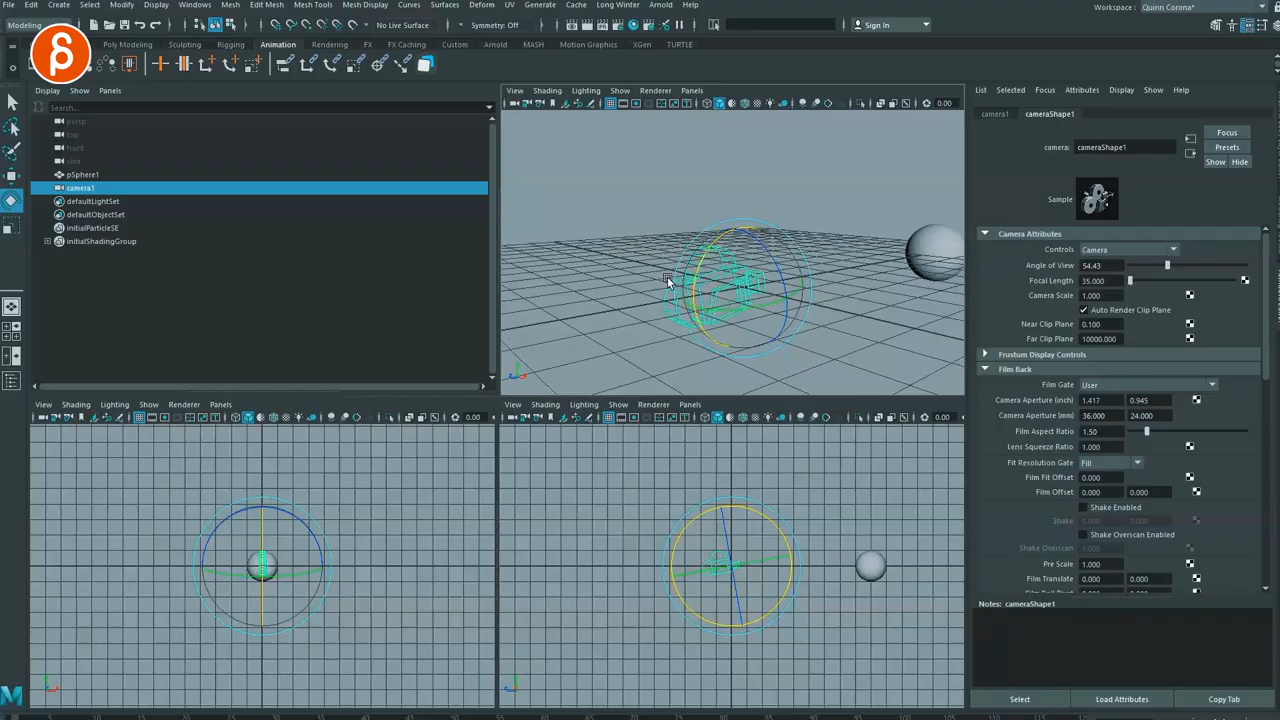 File Edit Create Select Modify Display Windows Mesh Edit Mesh Mesh Tools Mesh Display Curves Surfaces Deform UV Generate Cache Long Winter Arnold Help
Workspace: Quinn Corona*
Modeling
No Live Surface
Symmetry: Off
Sign In
Poly Modeling Sculpting Rigging Animation Rendering FX FX Caching Custom Arnold MASH Motion Graphics XGen TURTLE
Display Show Panels
Search...
persp
top
front
side
pSphere1
camera1
defaultLightSet
defaultObjectSet
initialParticleSE
initialShadingGroup
View Shading Lighting Show Renderer Panels
0.00
View Shading Lighting Show Renderer Panels
0.00
View Shading Lighting Show Renderer Panels
0.00
List Selected Focus Attributes Display Show Help
camera1 cameraShape1
camera: cameraShape1
Focus
Presets
Show Hide
Sample
Camera Attributes
Controls Camera
Angle of View 54.43
Focal Length 35.000
Camera Scale 1.000
Auto Render Clip Plane
Near Clip Plane 0.100
Far Clip Plane 10000.000
Frustum Display Controls
Film Back
Film Gate User
Camera Aperture (inch) 1.417 0.945
Camera Aperture (mm) 36.000 24.000
Film Aspect Ratio 1.50
Lens Squeeze Ratio 1.000
Fit Resolution Gate Fill
Film Fit Offset 0.000
Film Offset 0.000 0.000
Shake Enabled
Shake 0.000 0.000
Shake Overscan Enabled
Shake Overscan 1.000
Pre Scale 1.000
Film Translate 0.000 0.000
Notes: cameraShape1
Select Load Attributes Copy Tab